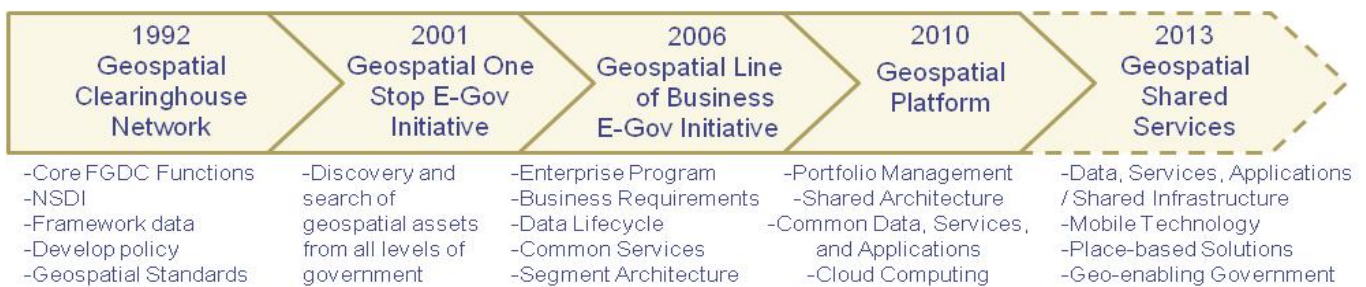 1992
Geospatial
Clearinghouse
Network
2001
Geospatial One
Stop E-Gov
Initiative
2006
Geospatial Line
of Business
E-Gov Initiative
2010
Geospatial
Platform
2013
Geospatial
Shared
Services
-Core FGDC Functions
-NSDI
-Framework data
-Develop policy
-Geospatial Standards
-Discovery and
search of
geospatial assets
from all levels of
government
-Enterprise Program
-Business Requirements
-Data Lifecycle
-Common Services
-Segment Architecture
-Portfolio Management
-Shared Architecture
-Common Data, Services,
and Applications
-Cloud Computing
-Data, Services, Applications
/ Shared Infrastructure
-Mobile Technology
-Place-based Solutions
-Geo-enabling Government